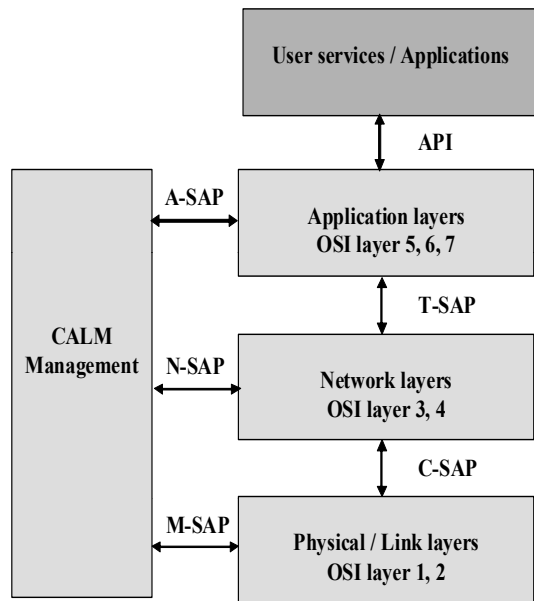 User services / Applications
API
A-SAP
Application layers
OSI layer 5, 6, 7
T-SAP
CALM
Management
N-SAP
Network layers
OSI layer 3, 4
C-SAP
M-SAP
Physical / Link layers
OSI layer 1, 2